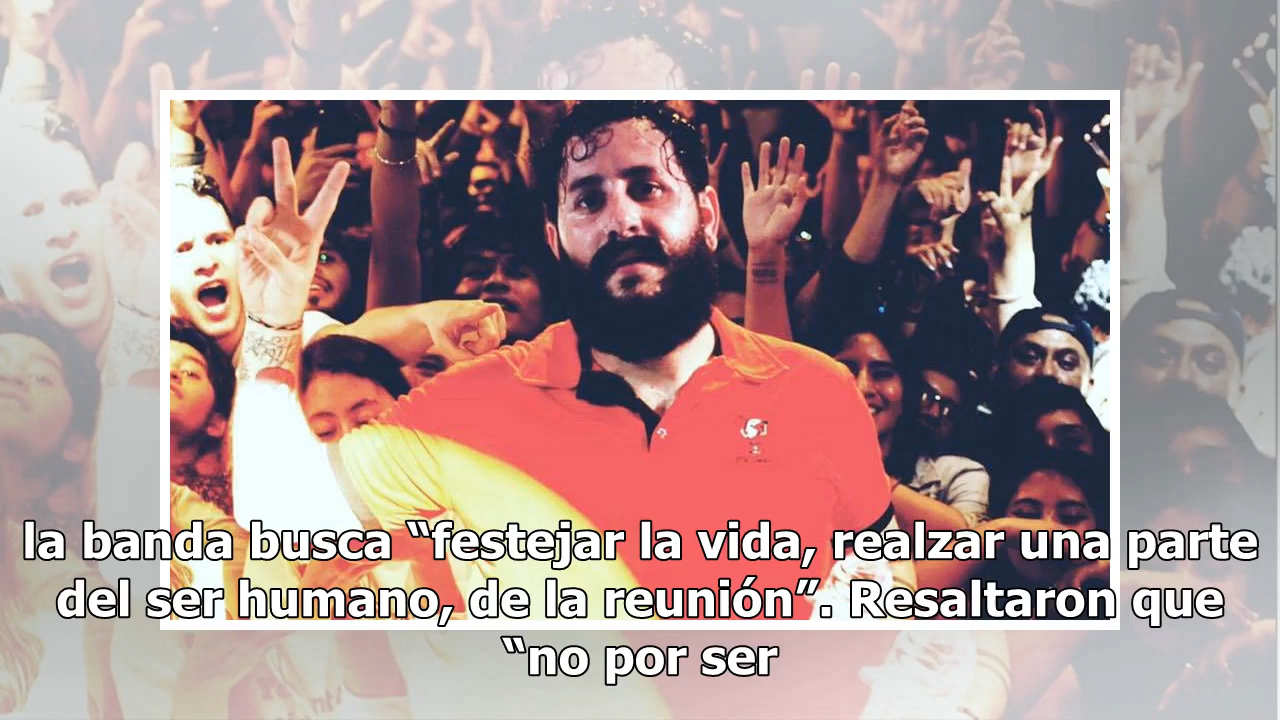 la banda busca “festejar la vida, realzar una parte
del ser humano, de la reunión”. Resaltaron que
“no por ser